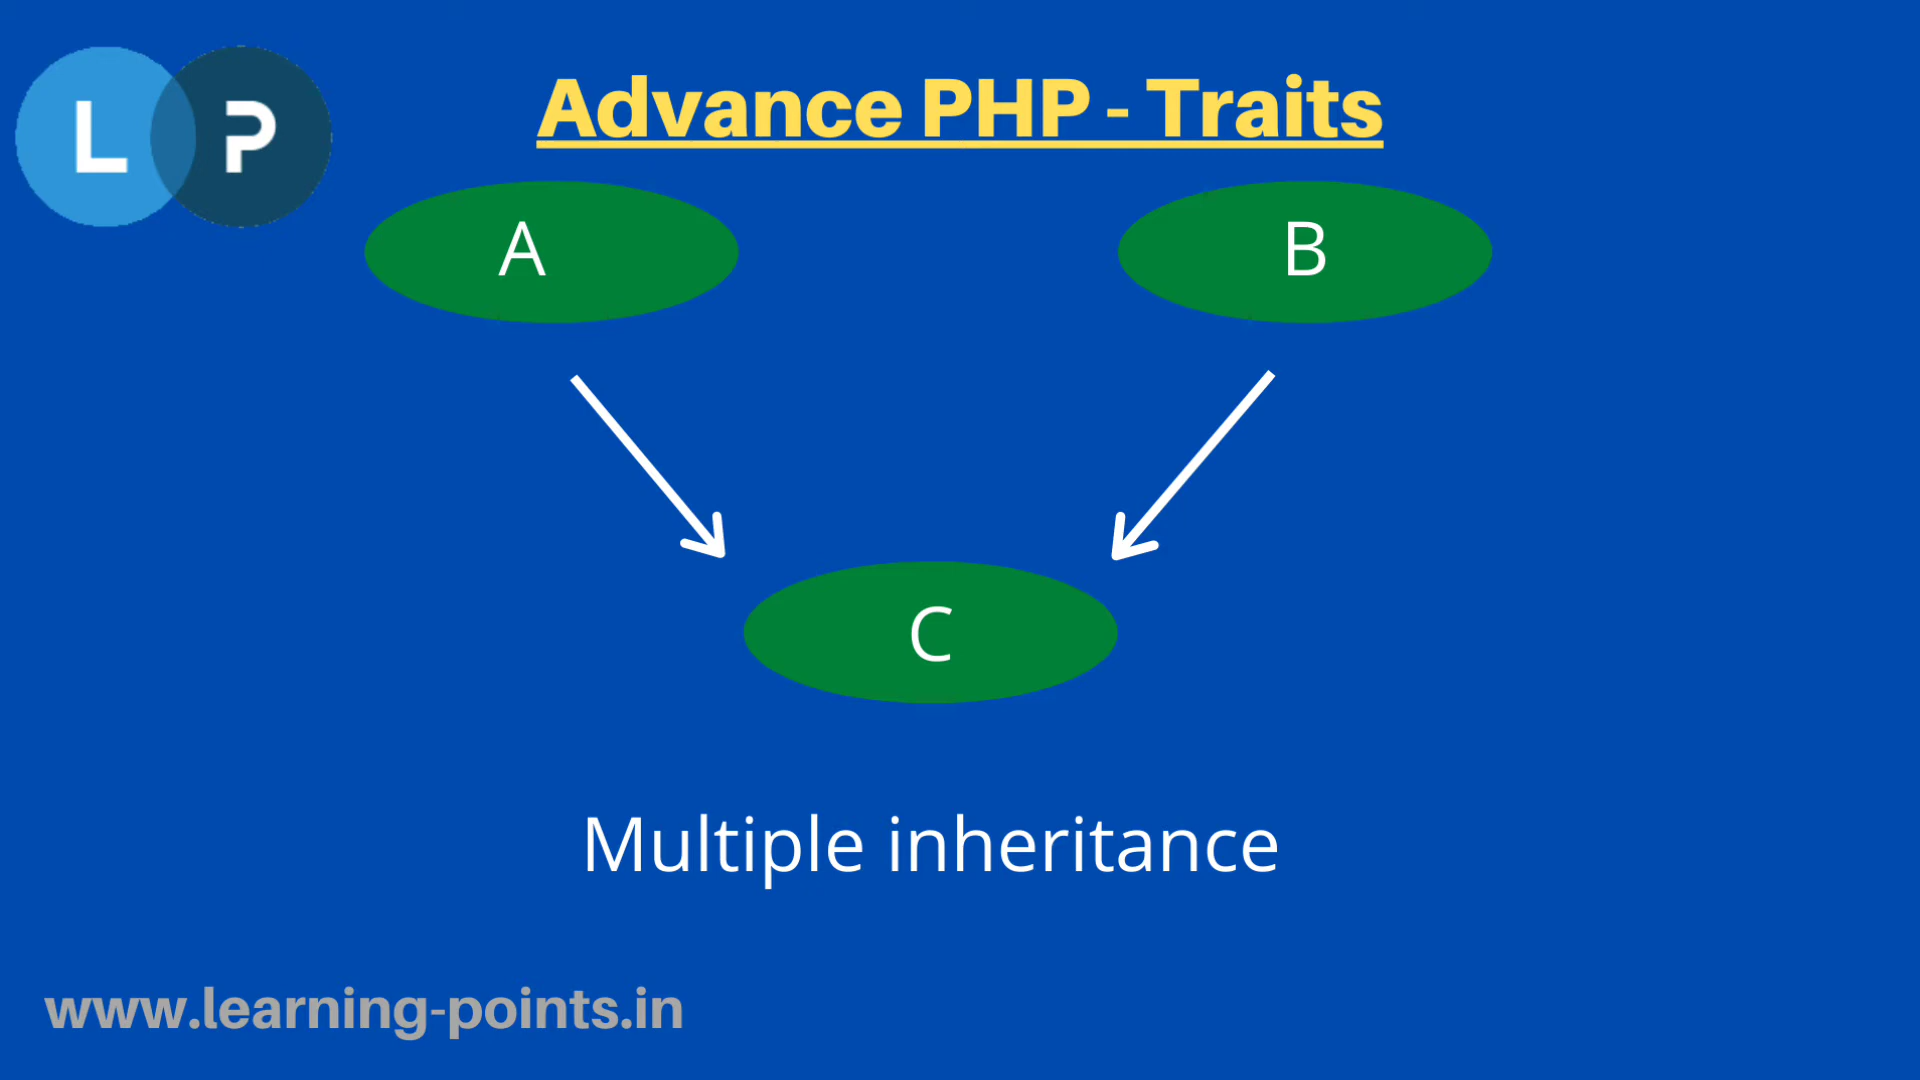 L P
Advance PHP - Traits
A
B
C
Multiple inheritance
www.learning-points.in